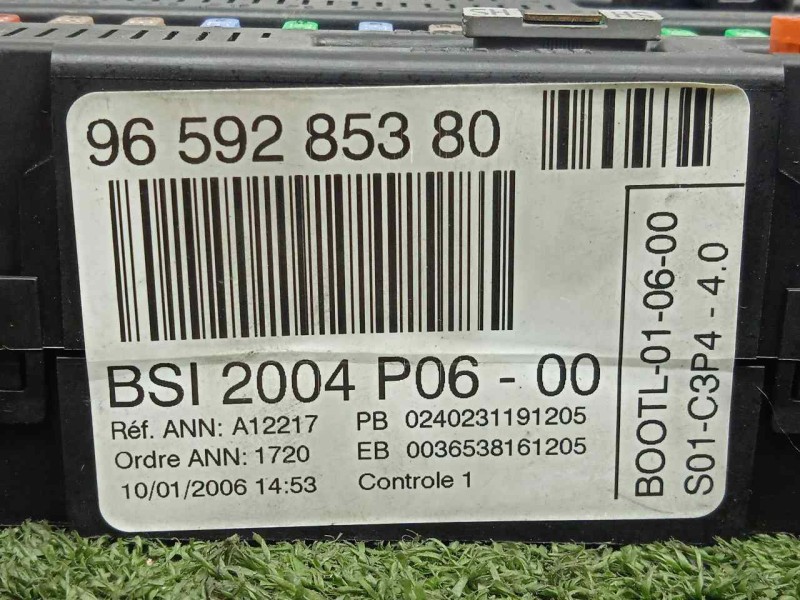 96 592 853 80
BSI 2004 P06 - 00
Réf. ANN: A12217 PB 0240231191205
Ordre ANN: 1720 EB 0036538161205
10/01/2006 14:53 Controle 1
BOOTL-01-06-00
S01-C3P4 - 4.0